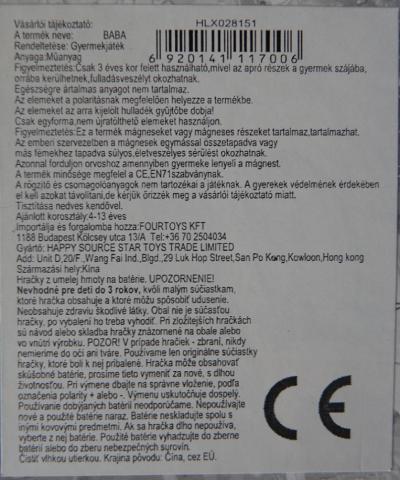 Vásárlói tájékoztató: HLX028151
A termék neve: BABA
Rendeltetése: Gyermekjáték
Anyaga:Műanyag 6 920141 117006
Figyelmeztetés:Csak 3 éves kor felett használható,mivel az apró részek a gyermek szájába,
orrába kerülhetnek,fulladásveszélyt okozhatnak.
Egészségre ártalmas anyagot nem tartalmaz.
Az elemeket a polaritásnak megfelelően helyezze a termékbe.
Az elemeket az arra kijelölt hulladék gyűjtőbe dobja!
Csak egyforma,nem újratölthető elemeket használjon.
Figyelmeztetés:Ez a termék mágneseket vagy mágneses részeket tartalmaz,tartalmazhat.
Az emberi szervezetben a mágnesek egymással összetapadva vagy
más fémekhez tapadva súlyos,életveszélyes sérülést okozhatnak.
Azonnal forduljon orvoshoz amennyiben gyermeke lenyeli a mágnest.
A termék minősége megfelel a CE,EN71szabványnak.
A rögzítő és csomagolóanyagok nem tartozékai a játéknak. A gyerekek védelmének érdekében
el kell azokat távolítani,de kérjük őrizzék meg a vásárlói tájékoztató miatt.
Tisztítása nedves kendővel.
Ajánlott korosztály:4-13 éves
Importálja és forgalomba hozza:FOURTOYS KFT
1188 Budapest Kölcsey utca 13/A Tel:+36 70 2504034
Gyártó: HAPPY SOURCE STAR TOYS TRADE LIMITED
Add: Unit D,20/F.,Wang Fai Ind.,Blgd.,29 Luk Hop Street,San Po Kong,Kowloon,Hong kong
Származási hely:Kína
Hračky z umelej hmoty na batérie. UPOZORNENIE!
Nevhodné pre deti do 3 rokov, kvôli malým súčiastkam,
ktoré hračka obsahuje a ktoré môžu spôsobiť udusenie.
Neobsahuje zdraviu škodlivé látky. Obal nie je súčasťou
hračky, po vybalení ho treba vyhodiť. Pri zložitejších hračkách
sú návod alebo skladba hračky znázornené na obale alebo
vo vnútri výrobku. POZOR! V prípade hračiek - zbraní, nikdy
nemierime do očí ani tváre. Používame len originálne súčiastky
hračky, ktoré boli k nej pribalené. Hračka môže obsahovať
skúšobné batérie, prosíme tieto vymeniť za nové, s dlhou
životnosťou. Pri výmene dbajte na správne vloženie, podľa
označenia polarity + alebo -. Výmenu uskutočňuje dospelý.
Používanie dobíjaných batérií neodporúčame. Nepoužívajte
nové a použité batérie naraz. Batérie neskladujte spolu s
inými kovovými predmetmi. Ak sa hračka dlho nepoužíva,
vyberte z nej batérie. Použité batérie vyhadzujte do zberne
batérií alebo do zberných surovín.
Čistiť vlhkou utierkou. Krajina pôvodu: Čína, cez EÚ.
CE